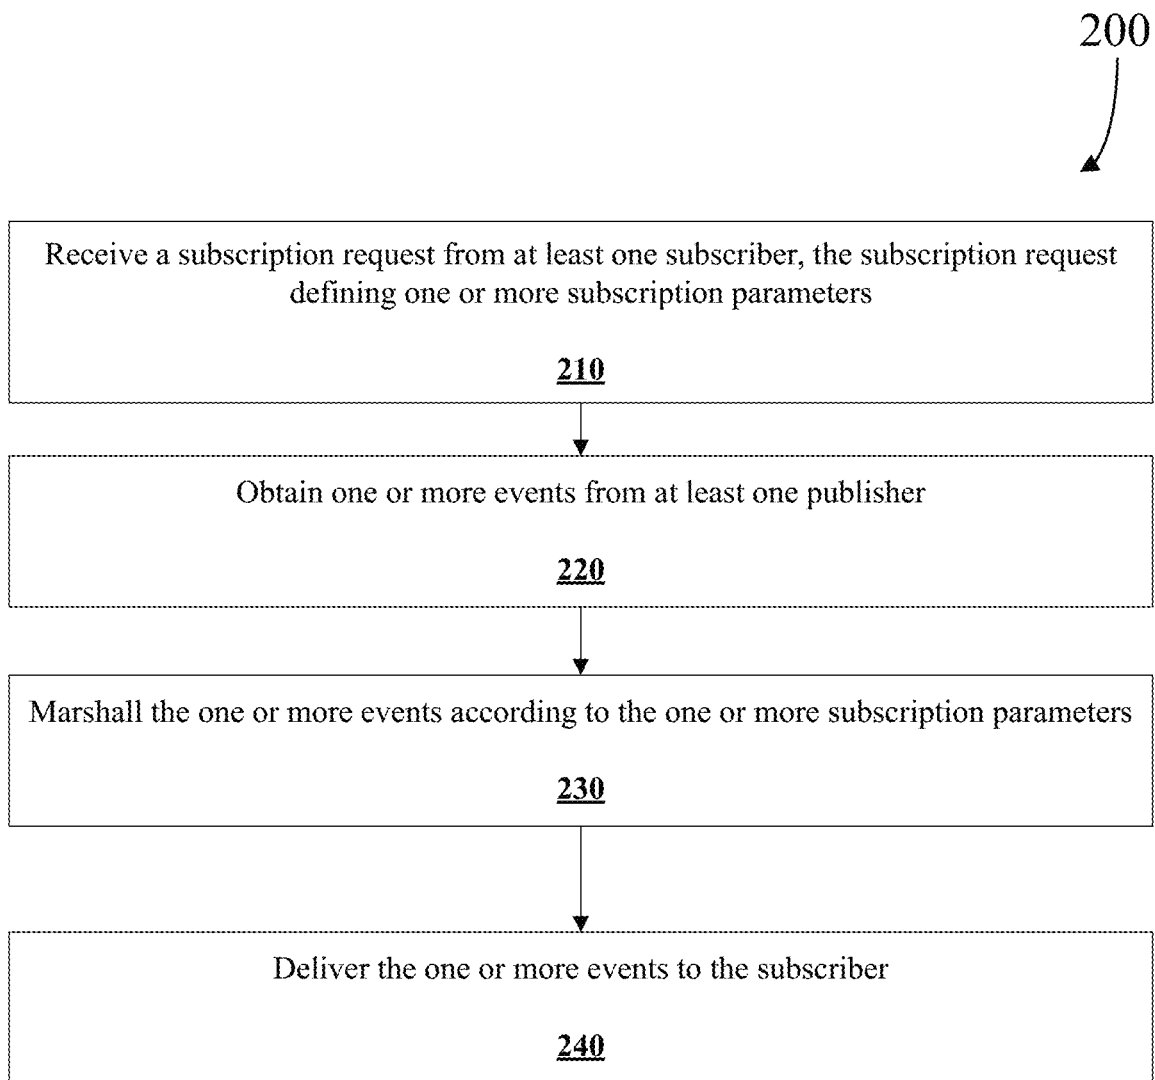 200
Receive a subscription request from at least one subscriber, the subscription request
defining one or more subscription parameters
210
Obtain one or more events from at least one publisher
220
Marshall the one or more events according to the one or more subscription parameters
230
Deliver the one or more events to the subscriber
240